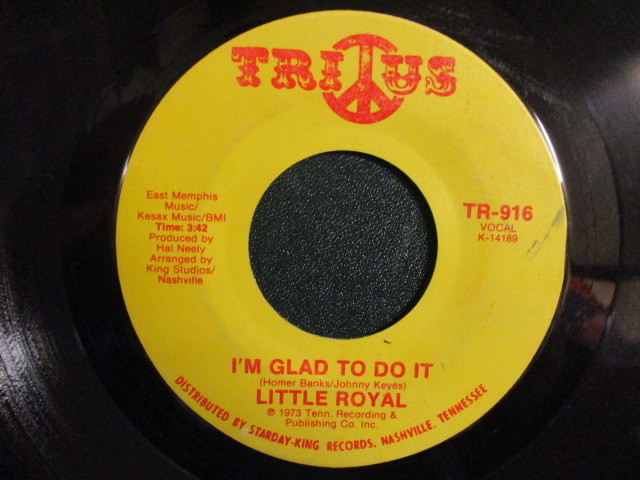 TRITUS
East Memphis
Music/
Kesax Music/BMI
Time: 3:42
Produced by
Hal Neely
Arranged by
King Studios/
Nashville
TR-916
VOCAL
K-14189
I'M GLAD TO DO IT
(Homer Banks/Johnny Keyes)
LITTLE ROYAL
℗ 1973 Tenn. Recording &
Publishing Co. Inc.
DISTRIBUTED BY STARDAY-KING RECORDS, NASHVILLE, TENNESSEE